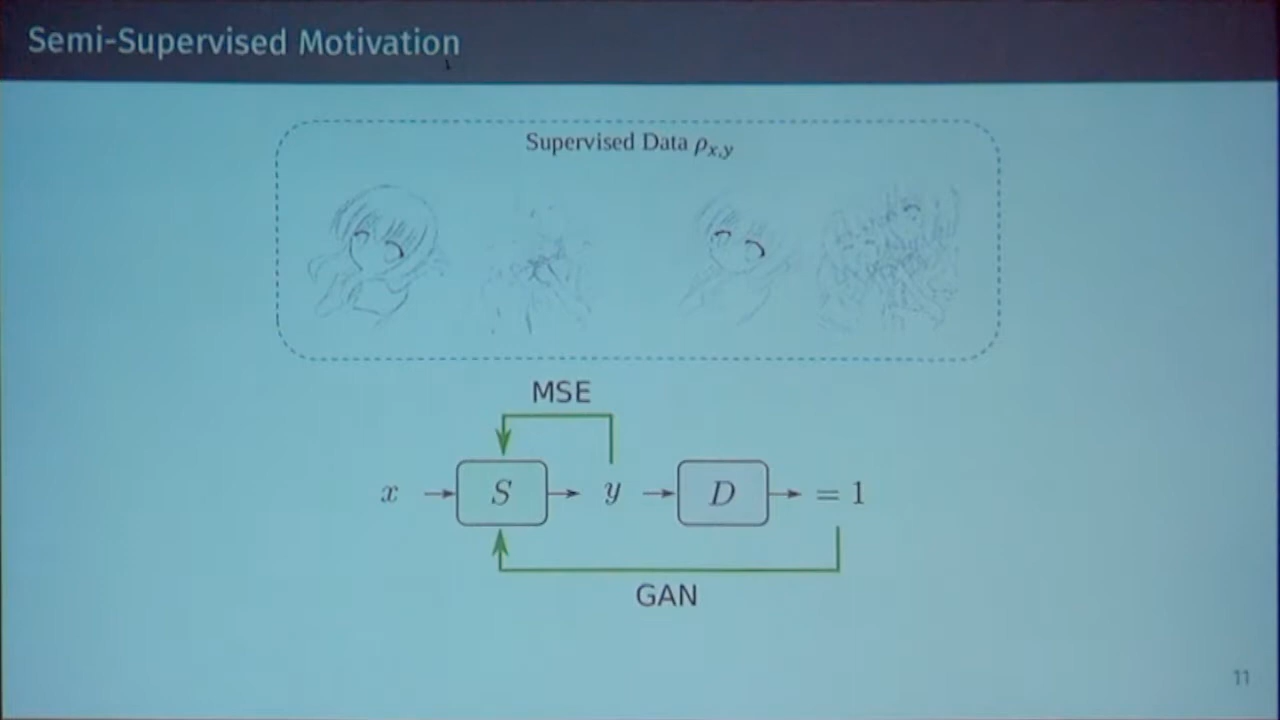 Semi-Supervised Motivation
Supervised Data ρx,y
MSE
x S y D = 1
GAN
11